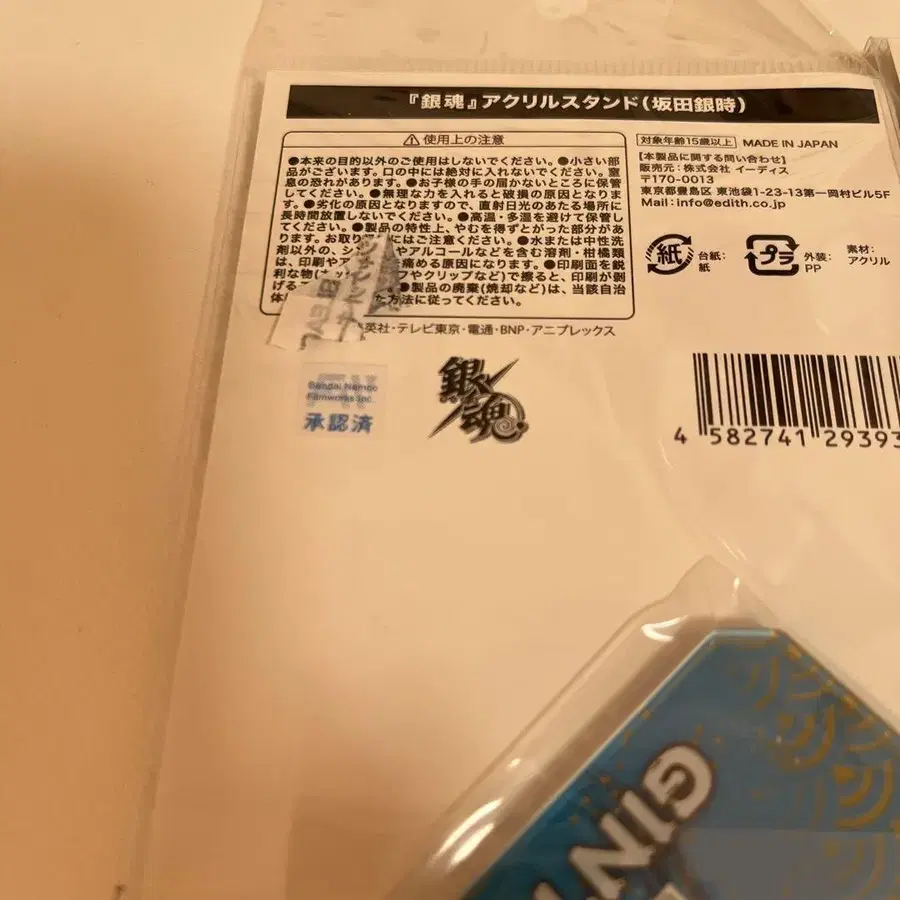 『銀魂』アクリルスタンド(坂田銀時)
⚠使用上の注意
●本来の目的以外のご使用はしないでください。●小さい部
品がございます。口の中には絶対に入れないでください。窒
息の恐れがあります。●お子様の手の届かないところに保管
してください。●無理な力を入れると破損の原因となりま
す。●劣化の原因となりますので、直射日光のあたる場所に
長時間放置しないでください。●高温・多湿を避けて保管し
てください。●製品の特性上、やむを得ずとがった部分があ
ります。お取り にはご注意ください。●水または中性洗
剤以外の、シ やアルコールなどを含む溶剤・柑橘類
は、印刷やア を痛める原因になります。●印刷面を鋭
利な物( フやクリップなど)で擦ると、印刷が剝
げる ●製品の廃棄(焼却など)は、当該自治
体 た方法に従ってください。
英社・テレビ東京・電通・BNP・アニプレックス
Bandai Namco
Filmworks Inc.
承認済
銀魂
対象年齢15歳以上 MADE IN JAPAN
【本製品に関する問い合わせ】
販売元:株式会社 イーディス
〒170-0013
東京都豊島区 東池袋1-23-13第一岡村ビル5F
Mail:info@edith.co.jp
紙 台紙:紙
プラ 外装:PP
素材:アクリル
4 582741 29393
GIN